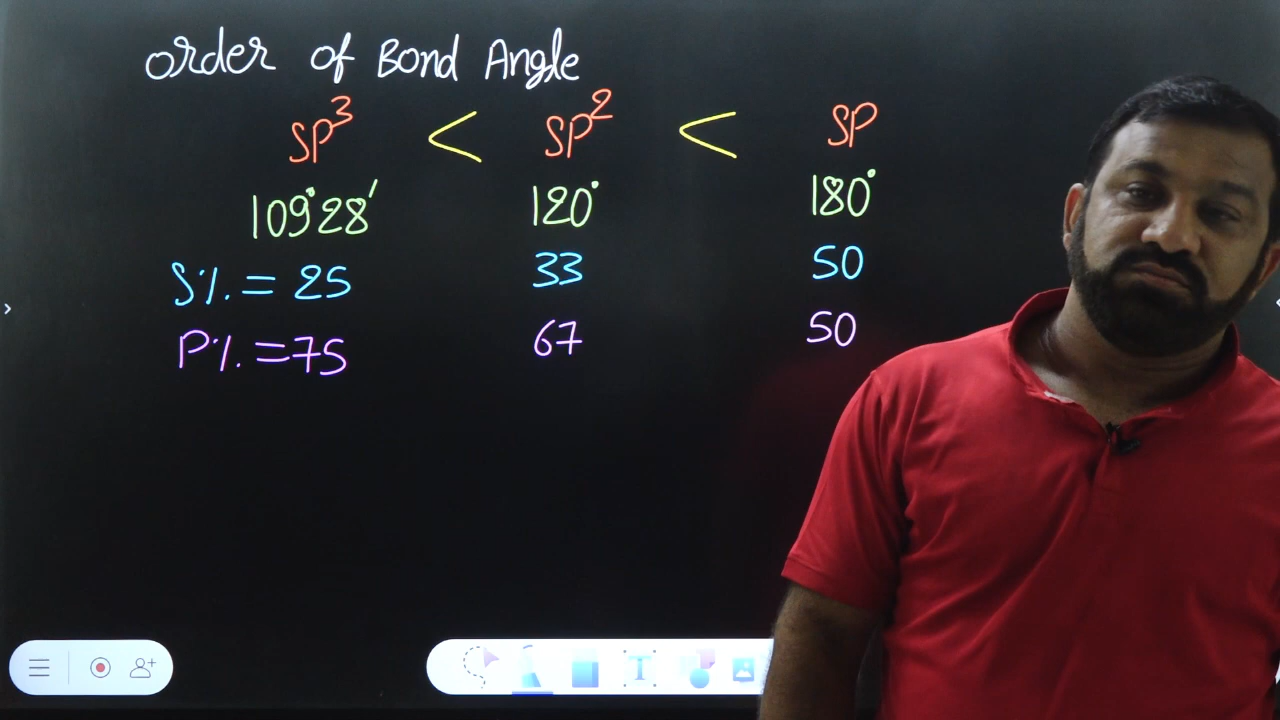 order of Bond Angle
SP³ < SP² < SP
109°28′ 120° 180°
S%. = 25 33 50
P%. = 75 67 50
T